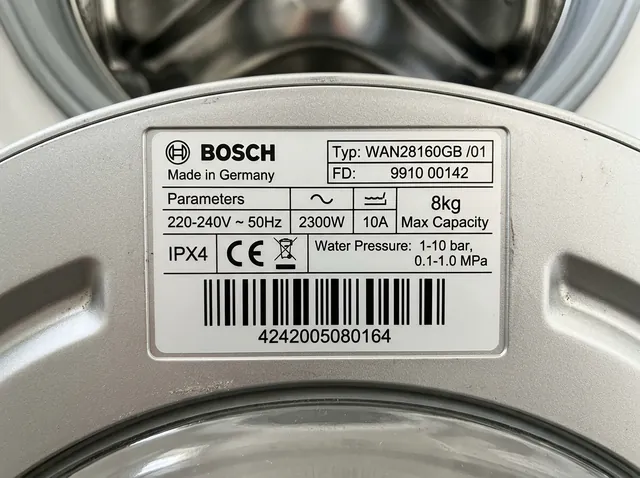 BOSCH
Made in Germany
Typ: WAN28160GB /01
FD: 9910 00142
Parameters
220-240V ~ 50Hz
2300W
10A
8kg
Max Capacity
IPX4
CE
Water Pressure: 1-10 bar,
0.1-1.0 MPa
4242005080164